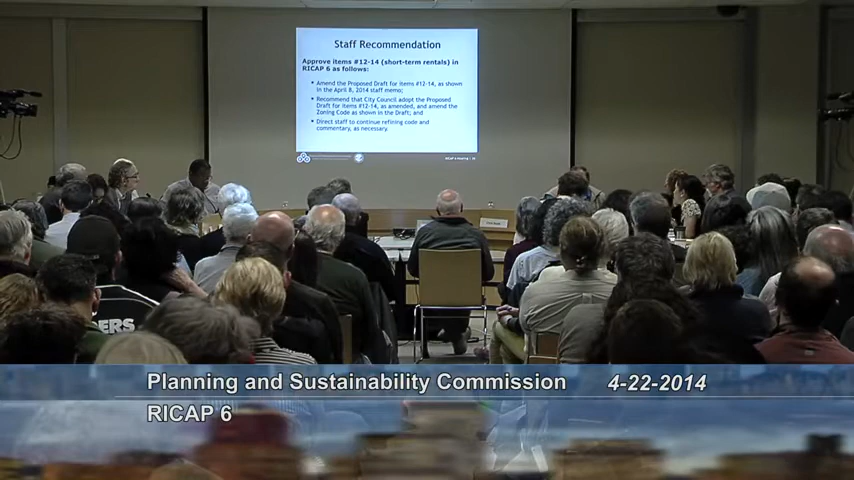 Staff Recommendation
Approve items #12-14 (short-term rentals) in
RICAP 6 as follows:
Amend the Proposed Draft for items #12-14, as shown
in the April 8, 2014 staff memo;
Recommend that City Council adopt the Proposed
Draft for items #12-14, as amended, and amend the
Zoning Code as shown in the Draft; and
Direct staff to continue refining code and
commentary, as necessary.
ERS
Planning and Sustainability Commission 4-22-2014
RICAP 6